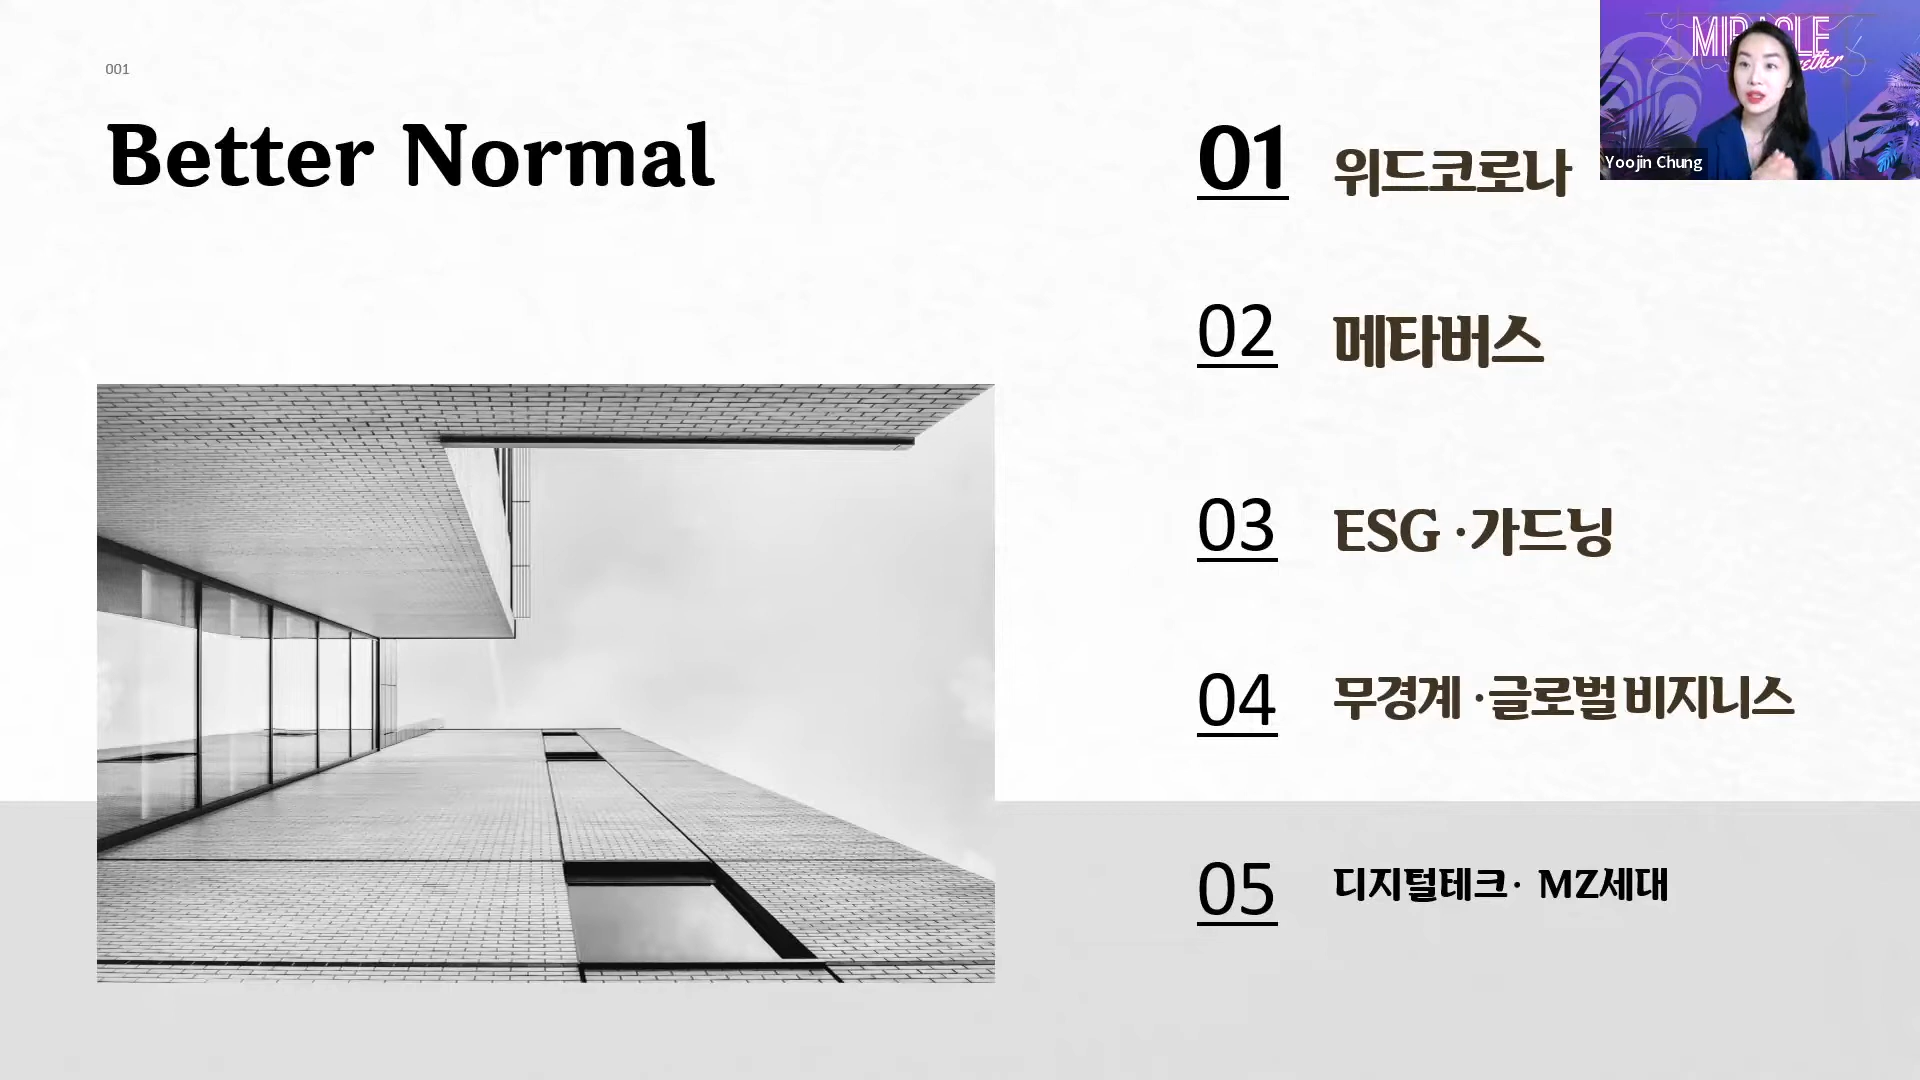 001
Better Normal
01 위드코로나
02 메타버스
03 ESG ·가드닝
04 무경계 ·글로벌 비지니스
05 디지털테크· MZ세대
Yoojin Chung